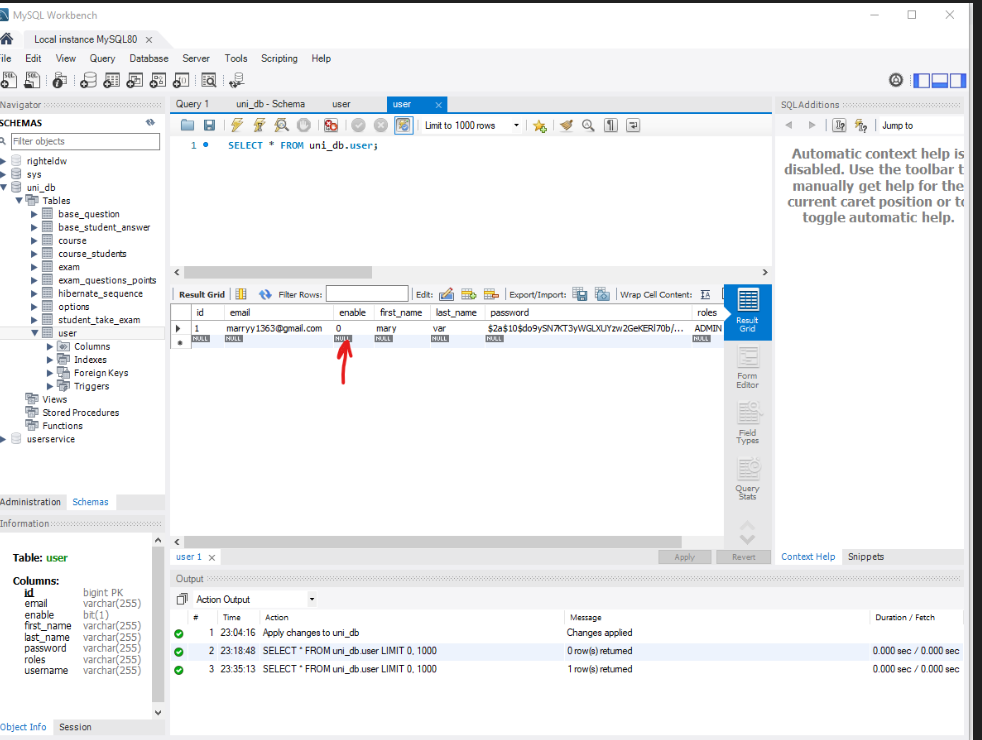 MySQL Workbench
Local instance MySQL80
File Edit View Query Database Server Tools Scripting Help
Navigator
SCHEMAS
Filter objects
righteldw
sys
uni_db
Tables
base_question
base_student_answer
course
course_students
exam
exam_questions_points
hibernate_sequence
options
student_take_exam
user
Columns
Indexes
Foreign Keys
Triggers
Views
Stored Procedures
Functions
userservice
Administration Schemas
Information
Table: user
Columns:
id bigint PK
email varchar(255)
enable bit(1)
first_name varchar(255)
last_name varchar(255)
password varchar(255)
roles varchar(255)
username varchar(255)
Object Info Session
Query 1 uni_db - Schema user user
Limit to 1000 rows
1 SELECT * FROM uni_db.user;
Result Grid Filter Rows: Edit: Export/Import: Wrap Cell Content:
id email enable first_name last_name password roles
1 marryy1363@gmail.com 0 mary var ADMIN
NULL NULL NULL NULL NULL NULL NULL
Result
Grid
Form
Editor
Field
Types
Query
Stats
user 1 Apply Revert
SQLAdditions
Jump to
Automatic context help is
disabled. Use the toolbar t
manually get help for the
current caret position or to
toggle automatic help.
Context Help Snippets
Output
Action Output
# Time Action Message Duration / Fetch
1 23:04:16 Apply changes to uni_db Changes applied
2 23:18:48 SELECT * FROM uni_db.user LIMIT 0, 1000 0 row(s) returned 0.000 sec / 0.000 sec
3 23:35:13 SELECT * FROM uni_db.user LIMIT 0, 1000 1 row(s) returned 0.000 sec / 0.000 sec